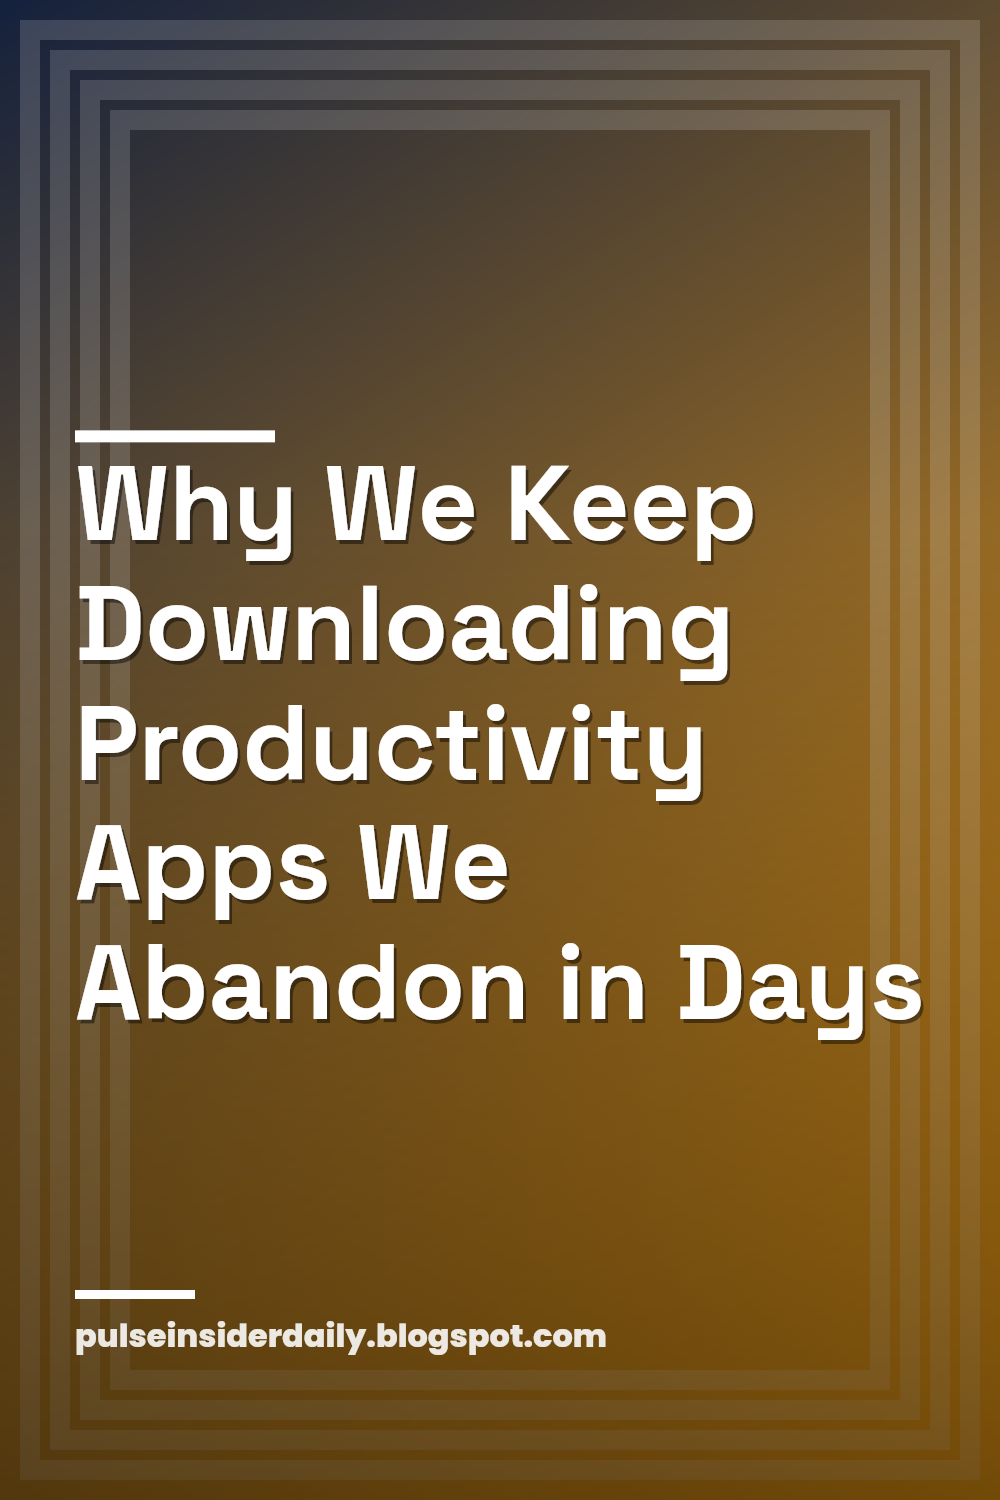 Why We Keep
Downloading
Productivity
Apps We
Abandon in Days
pulseinsiderdaily.blogspot.com